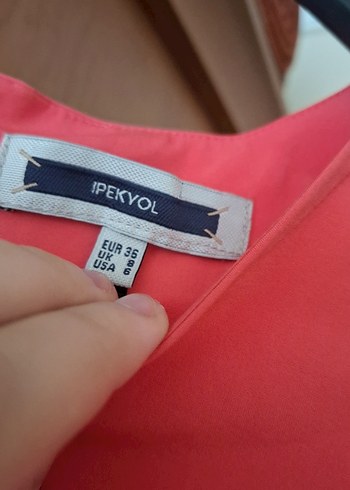 IPEKYOL
EUR 36
UK 8
USA 6